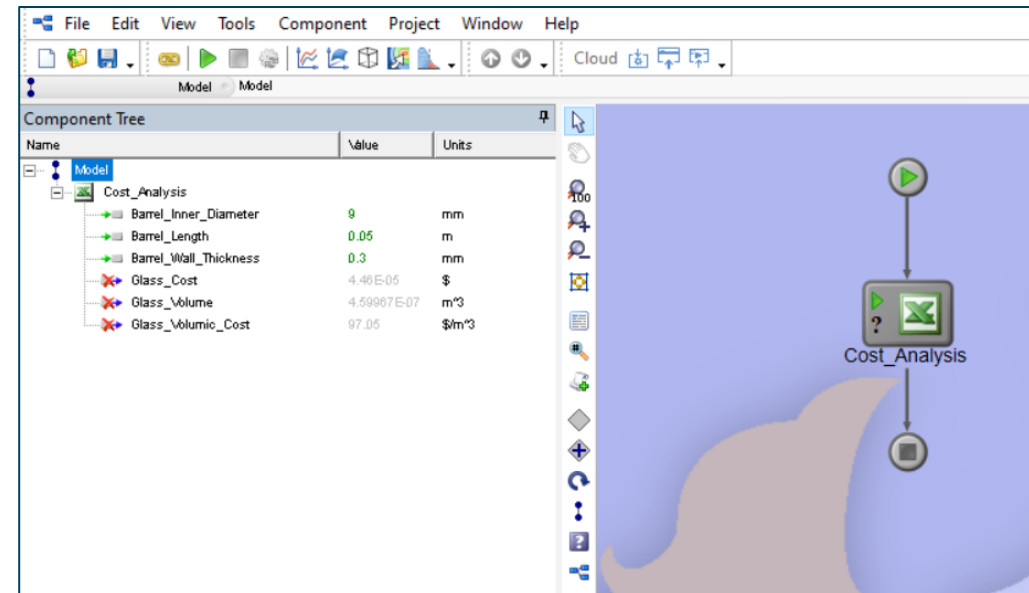 File Edit View Tools Component Project Window Help
Cloud
Model Model
Component Tree
Name Value Units
Model
Cost_Analysis
Barrel_Inner_Diameter 9 mm
Barrel_Length 0.05 m
Barrel_Wall_Thickness 0.3 mm
Glass_Cost 4.46E-05 $
Glass_Volume 4.59967E-07 m^3
Glass_Volumic_Cost 97.05 $/m^3
100
?
Cost_Analysis
#
?